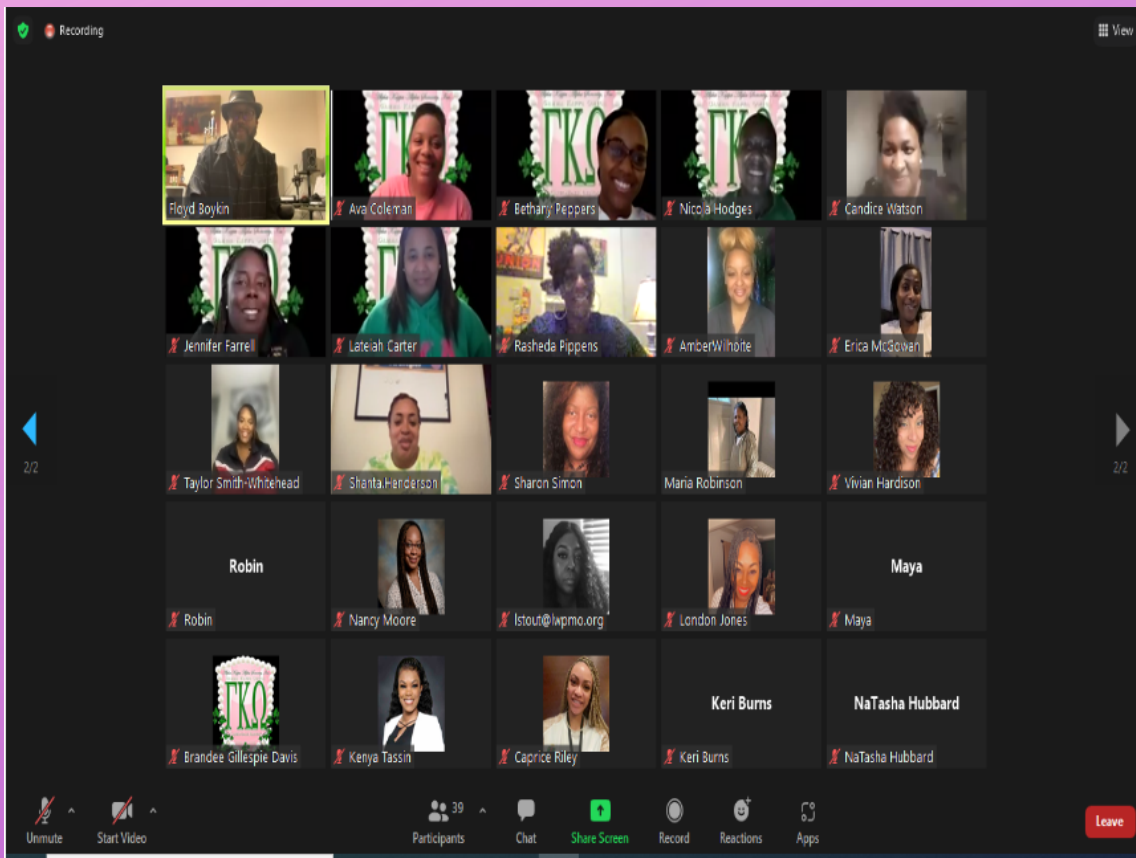 Recording
View
Floyd Boykin
Ava Coleman
Bethany Peppers
Nicola Hodges
Candice Watson
Jennifer Farrell
Lateiah Carter
Rasheda Pippens
AmberWilhoite
Erica McGowan
UNION
Taylor Smith-Whitehead
Shanta.Henderson
Sharon Simon
Maria Robinson
Vivian Hardison
2/2
2/2
Robin
Maya
Robin
Nancy Moore
lstout@lwpmo.org
London Jones
Maya
ΓΚΩ
Keri Burns
NaTasha Hubbard
Brandee Gillespie Davis
Kenya Tassin
Caprice Riley
Keri Burns
NaTasha Hubbard
39
Unmute
Start Video
Participants
Chat
Share Screen
Record
Reactions
Apps
Leave